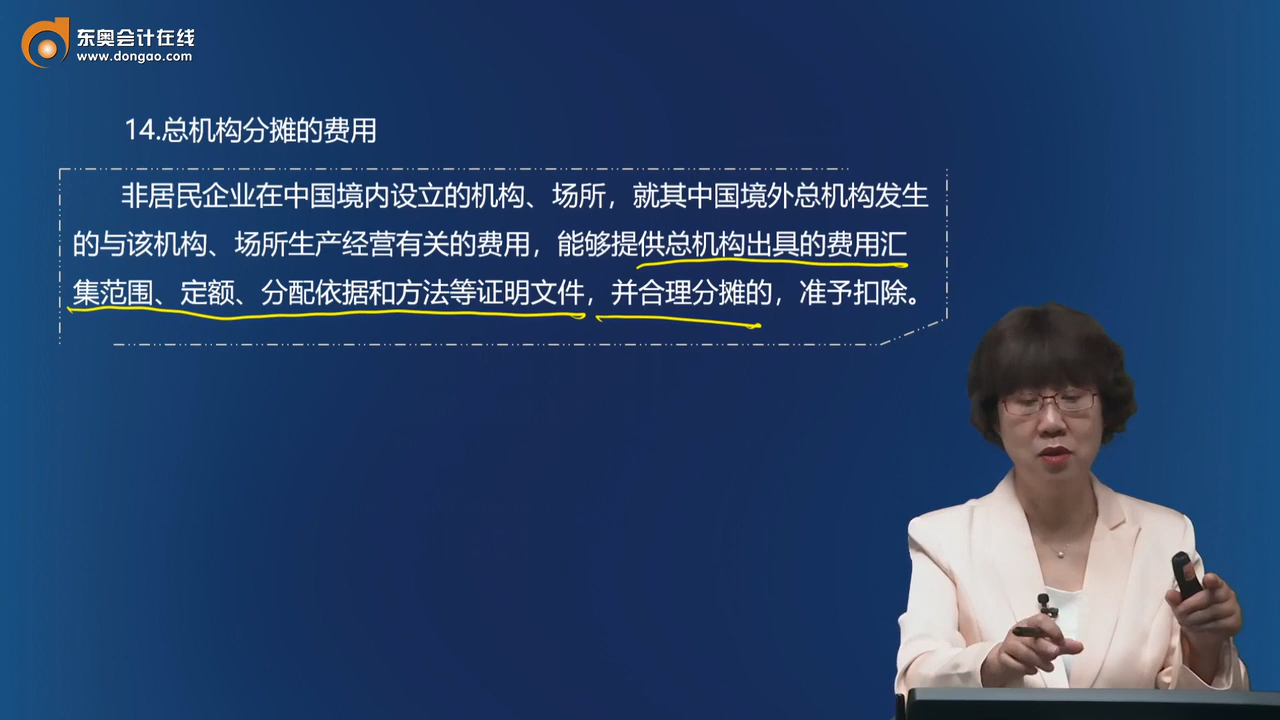 东奥会计在线
www.dongao.com
14.总机构分摊的费用
非居民企业在中国境内设立的机构、场所，就其中国境外总机构发生
的与该机构、场所生产经营有关的费用，能够提供总机构出具的费用汇
集范围、定额、分配依据和方法等证明文件，并合理分摊的，准予扣除。